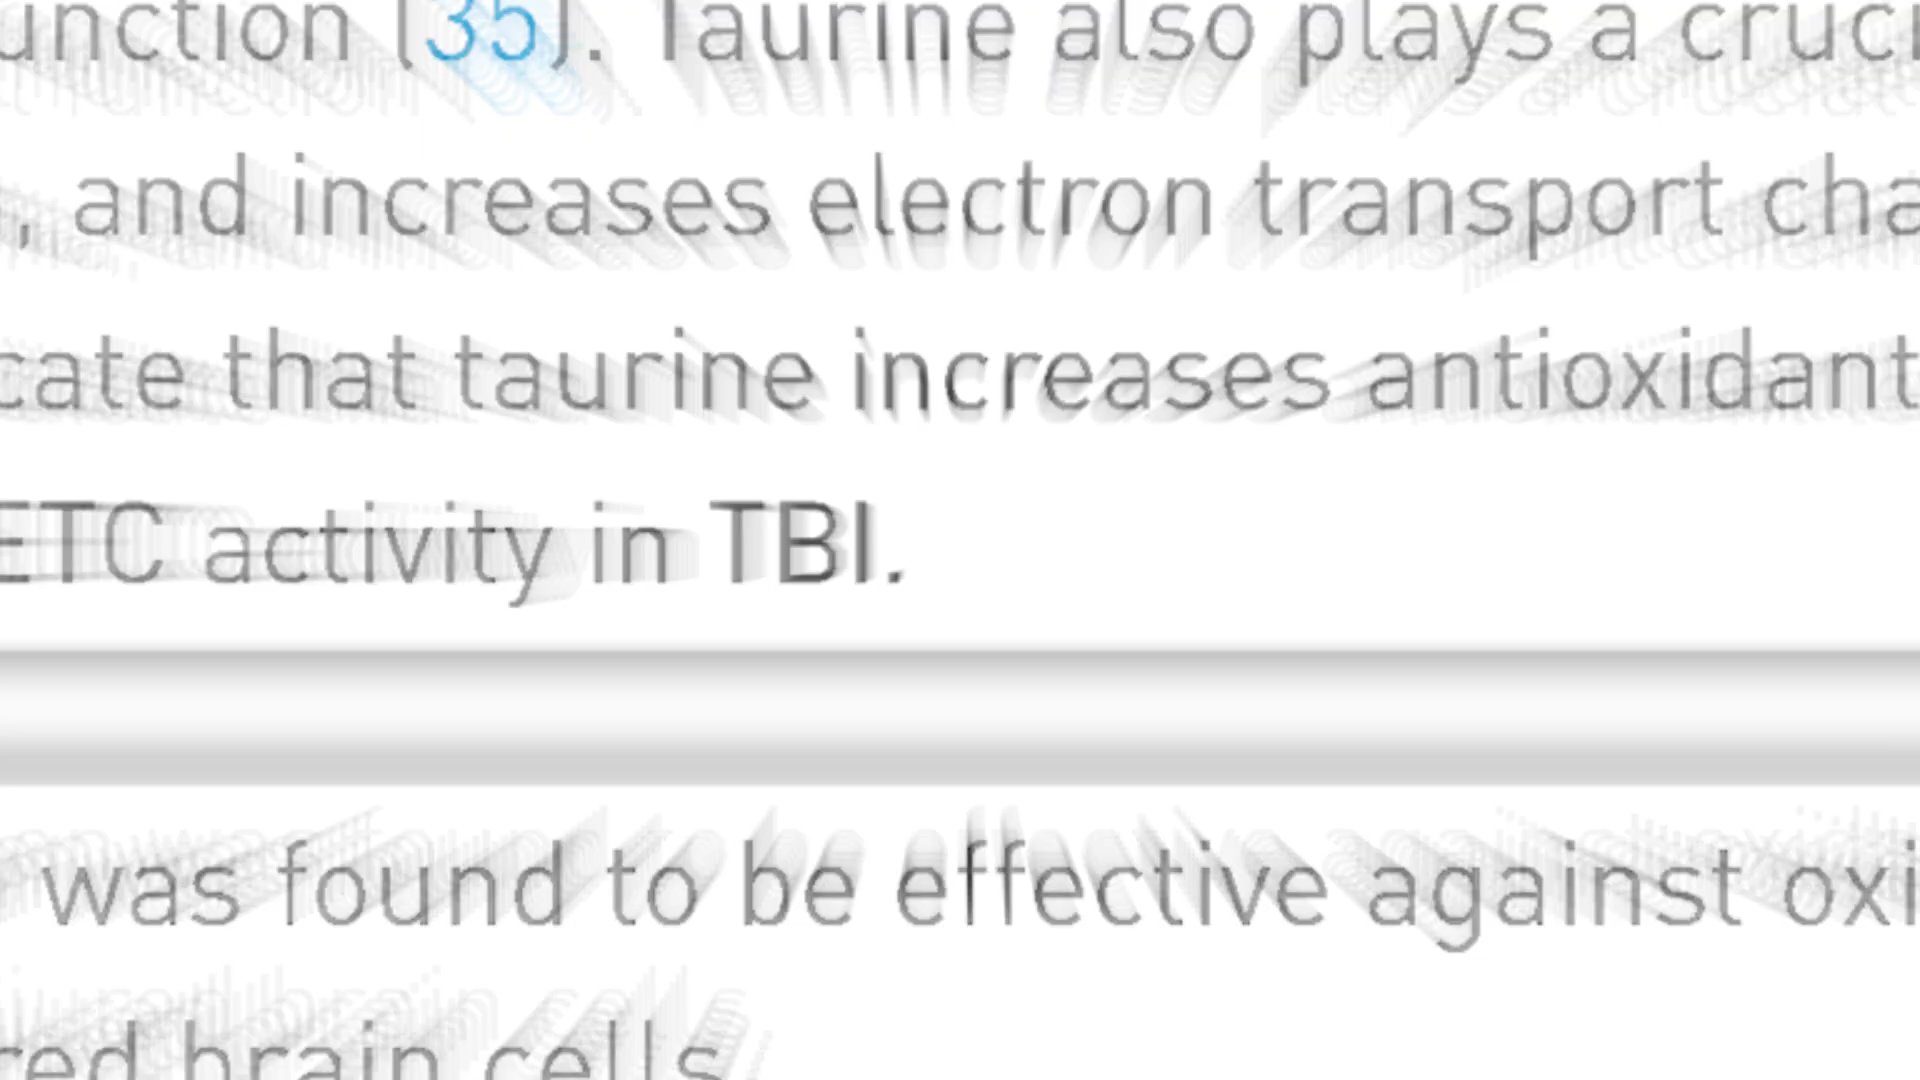 unction (35). Taurine also plays a cruci
, and increases electron transport cha
cate that taurine increases antioxidant
ETC activity in TBI.
was found to be effective against oxi
red brain cells